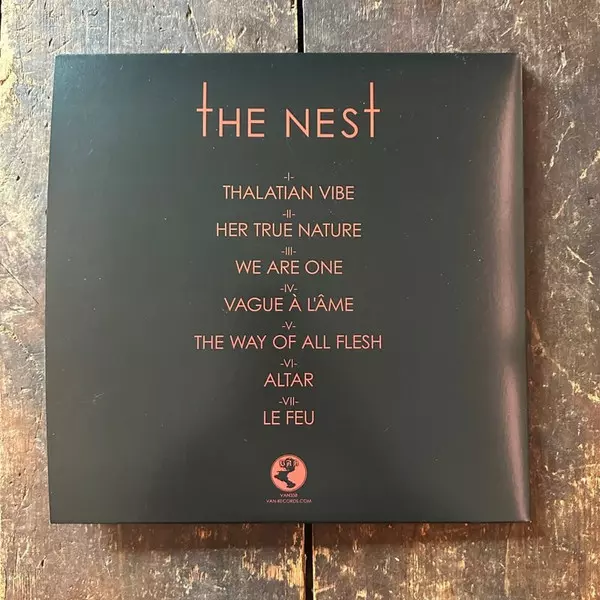 THE NEST
-I-
THALATIAN VIBE
-II-
HER TRUE NATURE
-III-
WE ARE ONE
-IV-
VAGUE À L'ÂME
-V-
THE WAY OF ALL FLESH
-VI-
ALTAR
-VII-
LE FEU
VAN
VAN358
VAN-RECORDS.COM